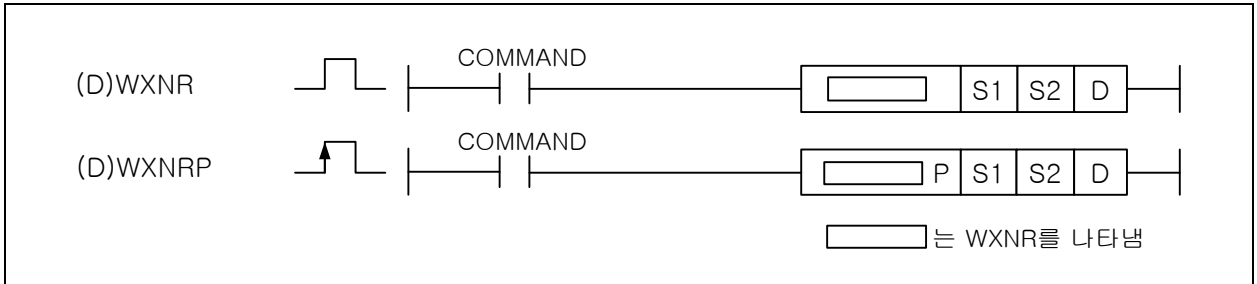 COMMAND
(D)WXNR S1 S2 D
COMMAND
(D)WXNRP P S1 S2 D
는 WXNR를 나타냄